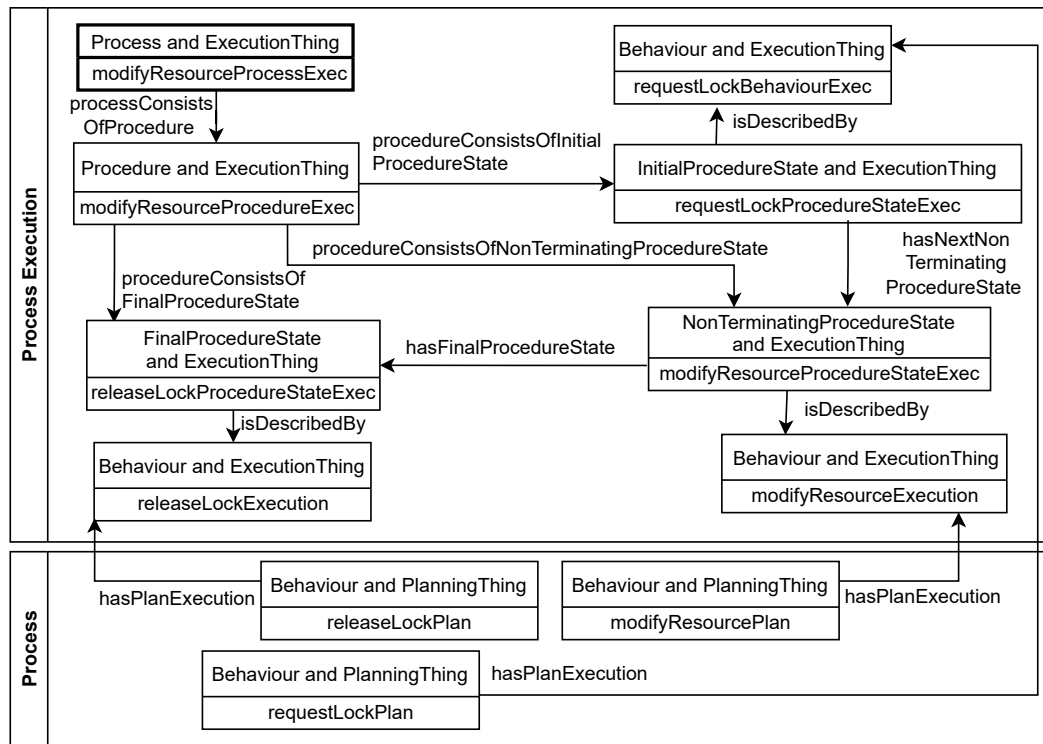 Process Execution
Process and ExecutionThing
modifyResourceProcessExec
processConsists
OfProcedure
Procedure and ExecutionThing
modifyResourceProcedureExec
procedureConsistsOfInitial
ProcedureState
Behaviour and ExecutionThing
requestLockBehaviourExec
isDescribedBy
InitialProcedureState and ExecutionThing
requestLockProcedureStateExec
procedureConsistsOfNonTerminatingProcedureState
hasNextNon
Terminating
ProcedureState
procedureConsistsOf
FinalProcedureState
FinalProcedureState
and ExecutionThing
releaseLockProcedureStateExec
hasFinalProcedureState
NonTerminatingProcedureState
and ExecutionThing
modifyResourceProcedureStateExec
isDescribedBy
isDescribedBy
Behaviour and ExecutionThing
releaseLockExecution
Behaviour and ExecutionThing
modifyResourceExecution
Process
hasPlanExecution
Behaviour and PlanningThing
releaseLockPlan
Behaviour and PlanningThing
modifyResourcePlan
hasPlanExecution
Behaviour and PlanningThing
requestLockPlan
hasPlanExecution